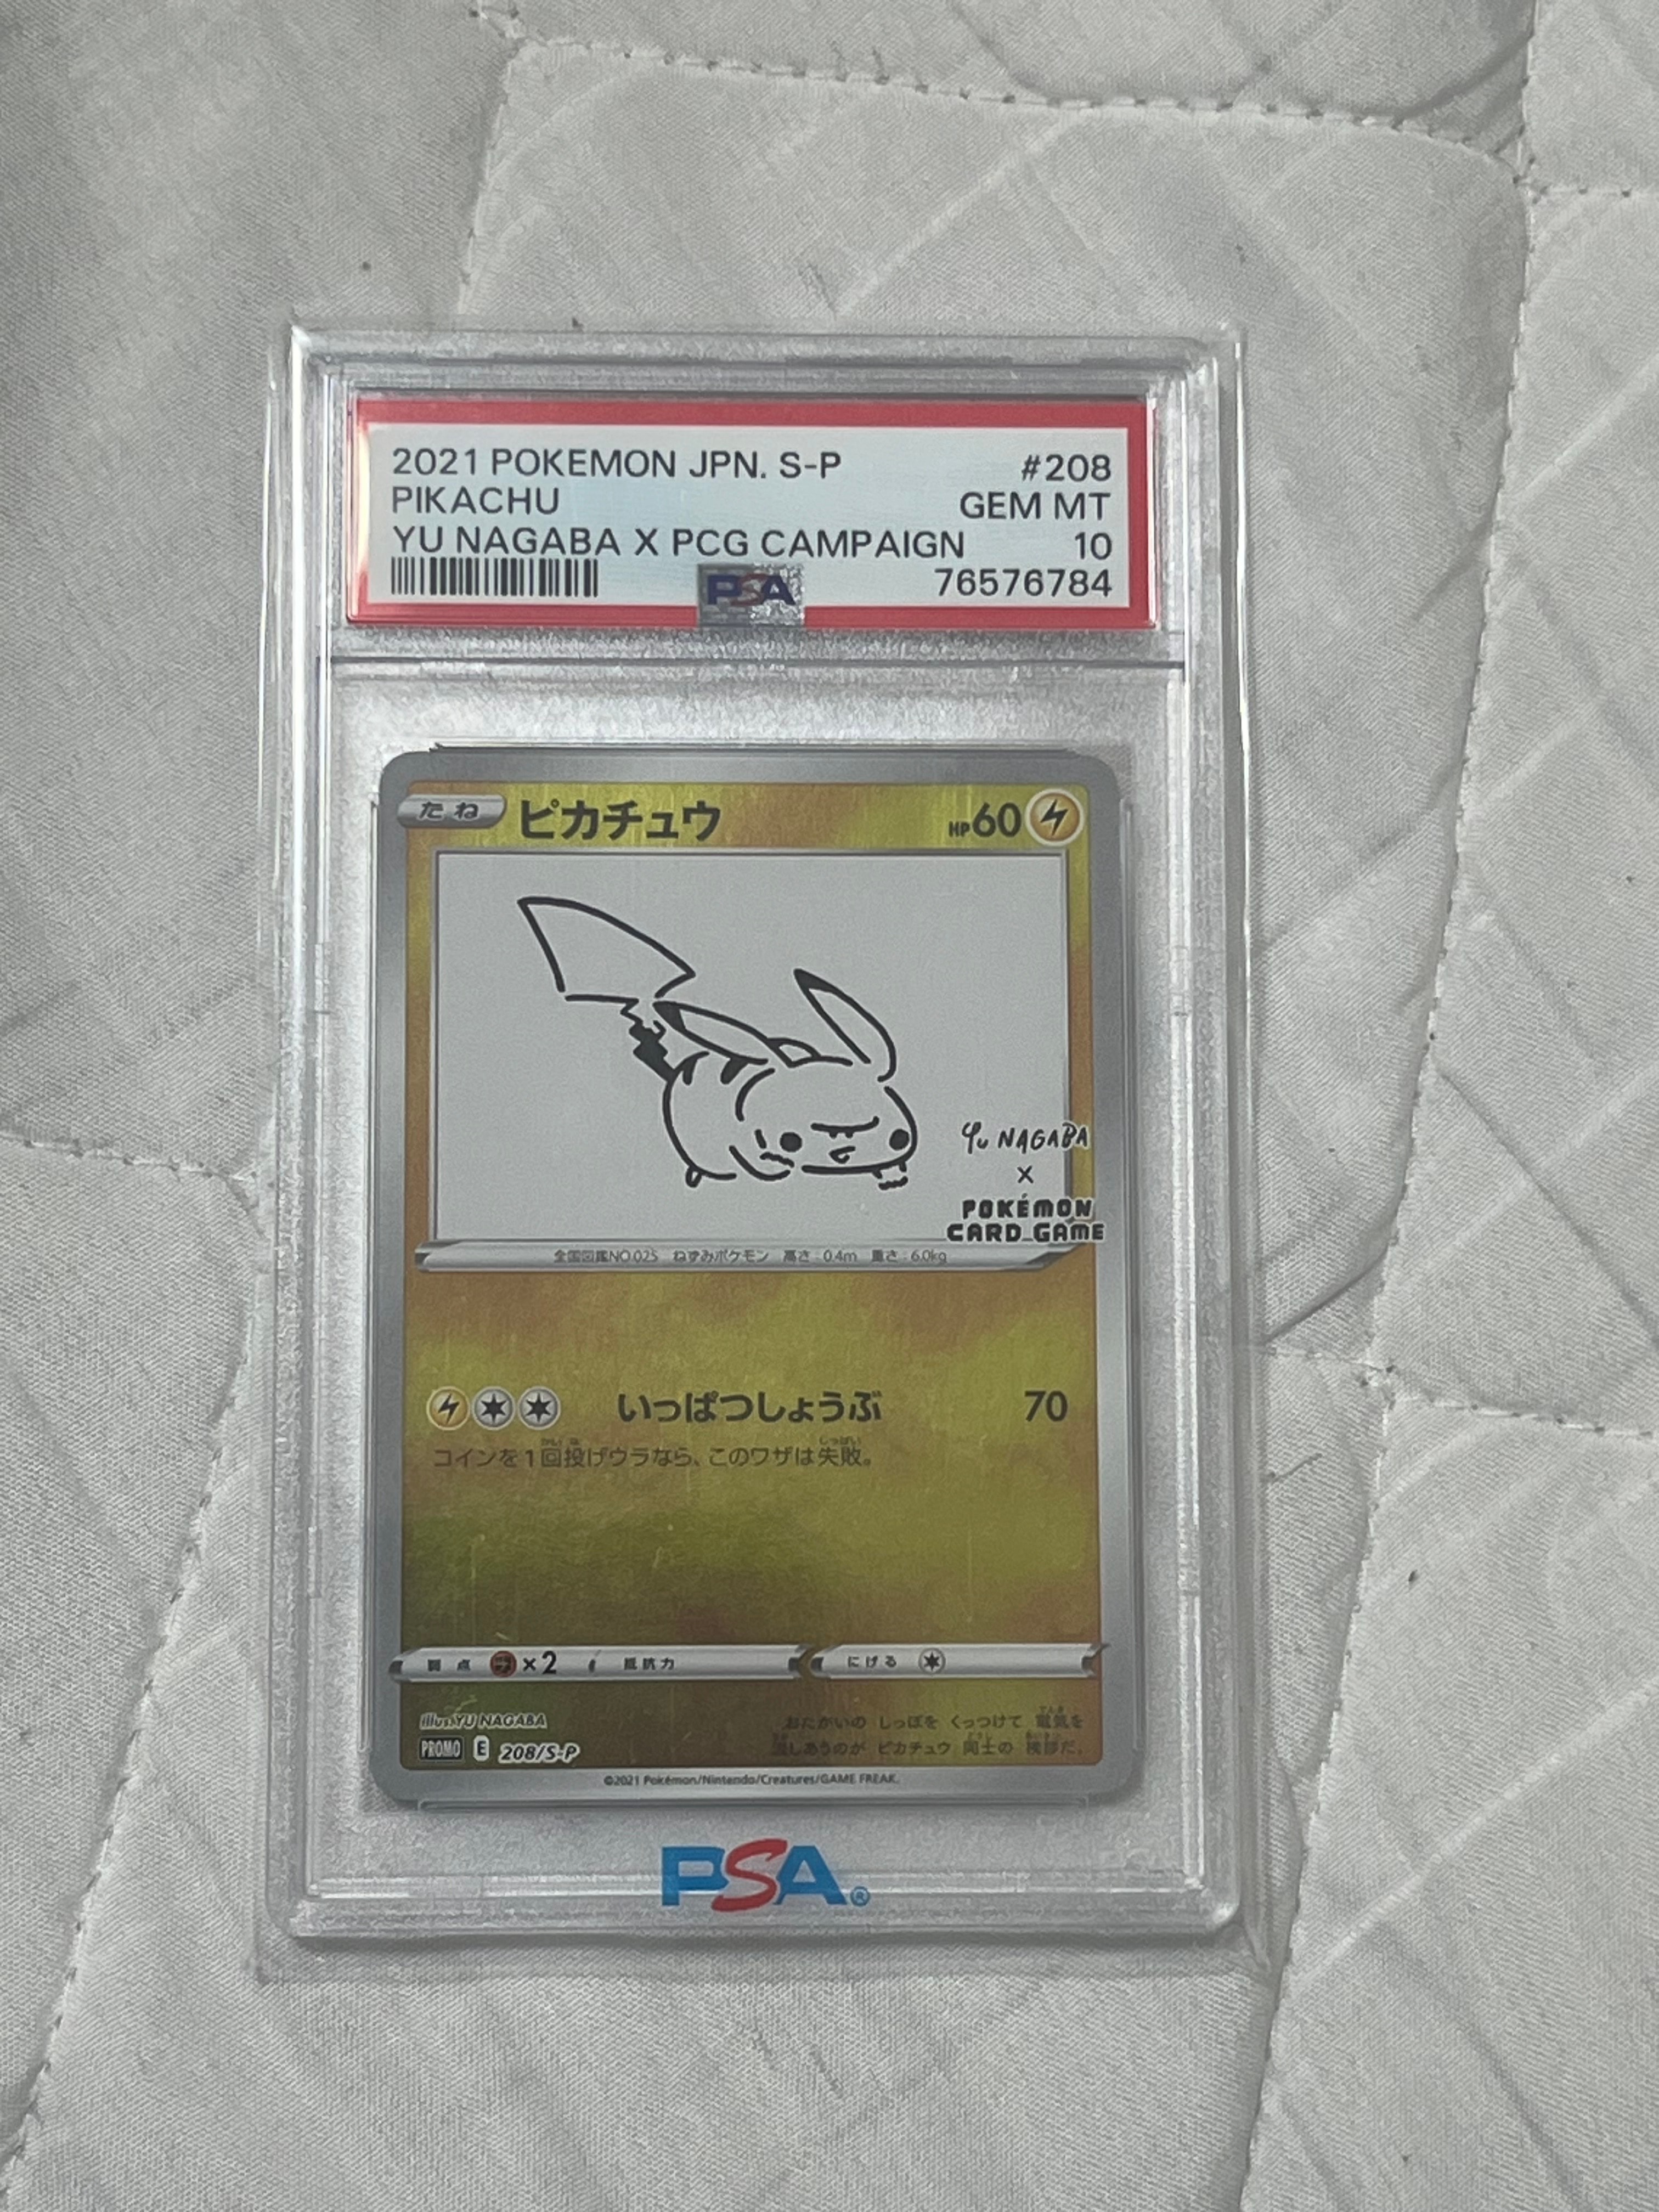 2021 POKEMON JPN. S-P #208
PIKACHU GEM MT
YU NAGABA X PCG CAMPAIGN 10
76576784
PSA
たね ピカチュウ HP60
Yu NAGABA
×
POKÉMON
CARD GAME
全国図鑑NO.025 ねずみポケモン 高さ:0.4m 重さ:6.0kg
いっぱつしょうぶ 70
コインを1回投げウラなら、このワザは失敗。
弱点 ×2 抵抗力 にげる
illus.YU NAGABA
おたがいの しっぽを くっつけて 電気を
流しあうのが ピカチュウ 同士の 挨拶だ。
PROMO E 208/S-P
©2021 Pokémon/Nintendo/Creatures/GAME FREAK.
PSA®